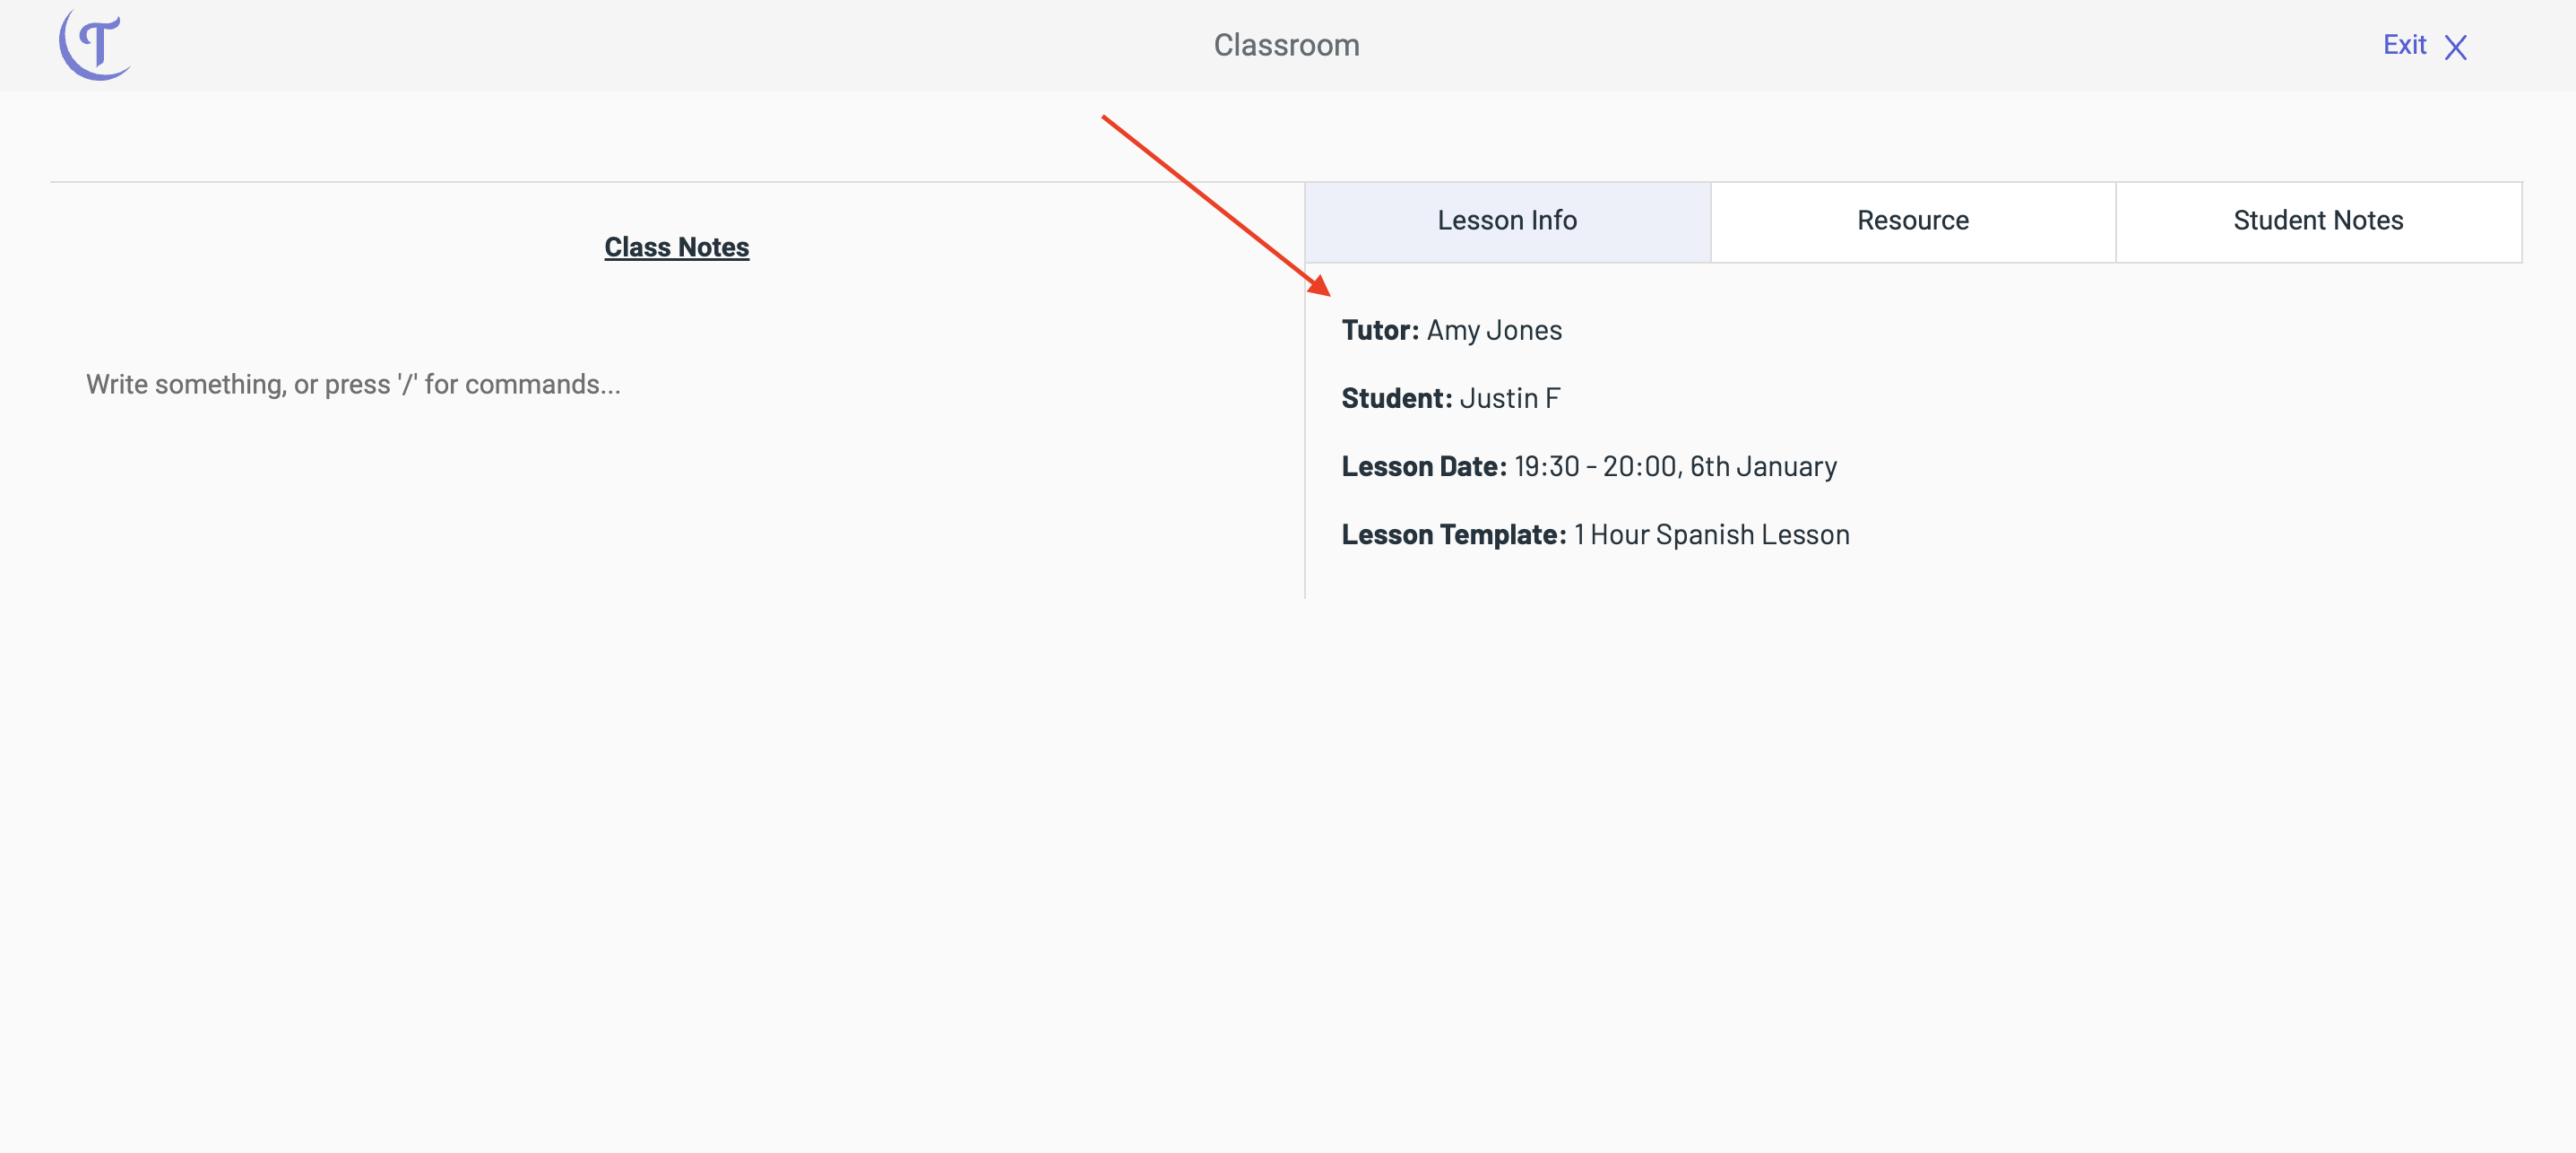 T
Classroom
Exit
Class Notes
Write something, or press '/' for commands...
Lesson Info
Resource
Student Notes
Tutor: Amy Jones
Student: Justin F
Lesson Date: 19:30 - 20:00, 6th January
Lesson Template: 1 Hour Spanish Lesson